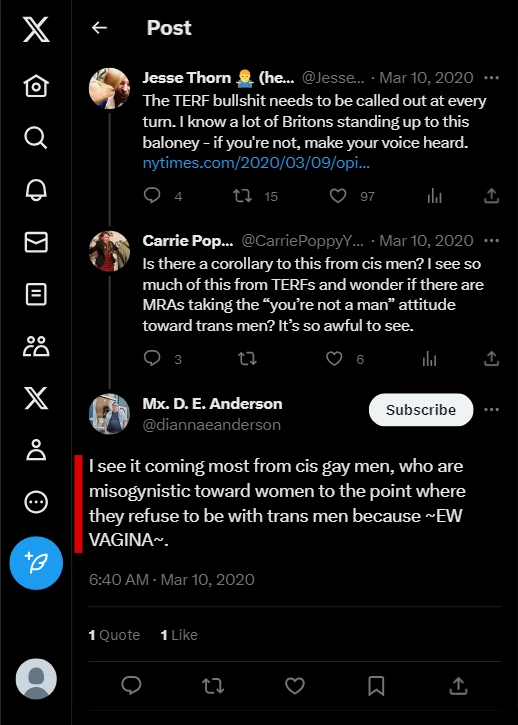 Post
Jesse Thorn 🤷‍♂️ (he... @Jesse... · Mar 10, 2020
The TERF bullshit needs to be called out at every
turn. I know a lot of Britons standing up to this
baloney - if you're not, make your voice heard.
nytimes.com/2020/03/09/opi...
4 15 97
Carrie Pop... @CarriePoppyY... · Mar 10, 2020
Is there a corollary to this from cis men? I see so
much of this from TERFs and wonder if there are
MRAs taking the “you’re not a man” attitude
toward trans men? It’s so awful to see.
3 6
Mx. D. E. Anderson
Subscribe
@diannaeanderson
I see it coming most from cis gay men, who are
misogynistic toward women to the point where
they refuse to be with trans men because ~EW
VAGINA~.
6:40 AM · Mar 10, 2020
1 Quote 1 Like